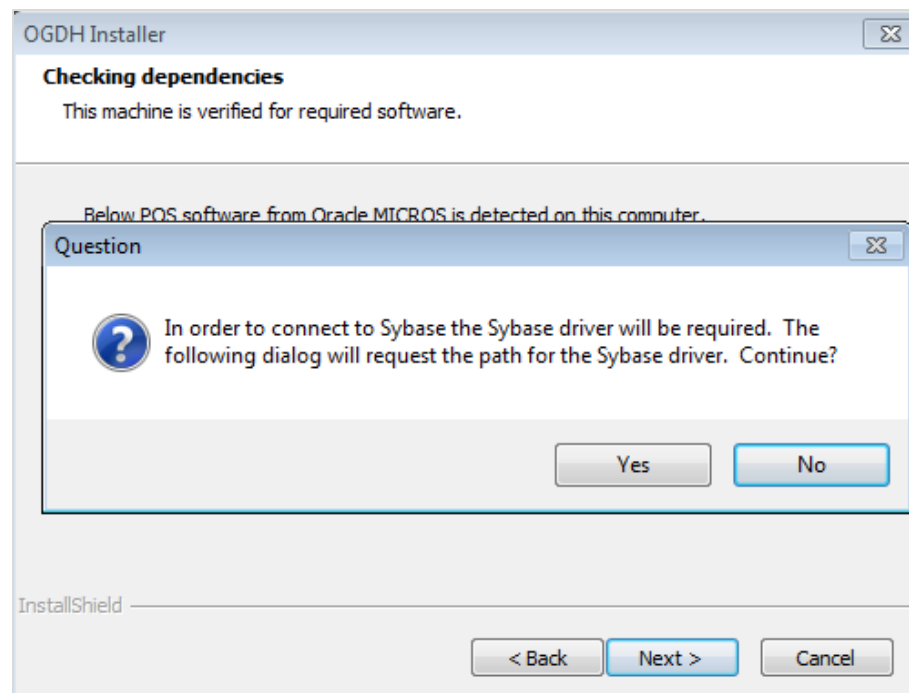 OGDH Installer
Checking dependencies
This machine is verified for required software.
Below POS software from Oracle MICROS is detected on this computer.
Question
?
In order to connect to Sybase the Sybase driver will be required.  The
following dialog will request the path for the Sybase driver.  Continue?
Yes No
InstallShield
< Back Next > Cancel